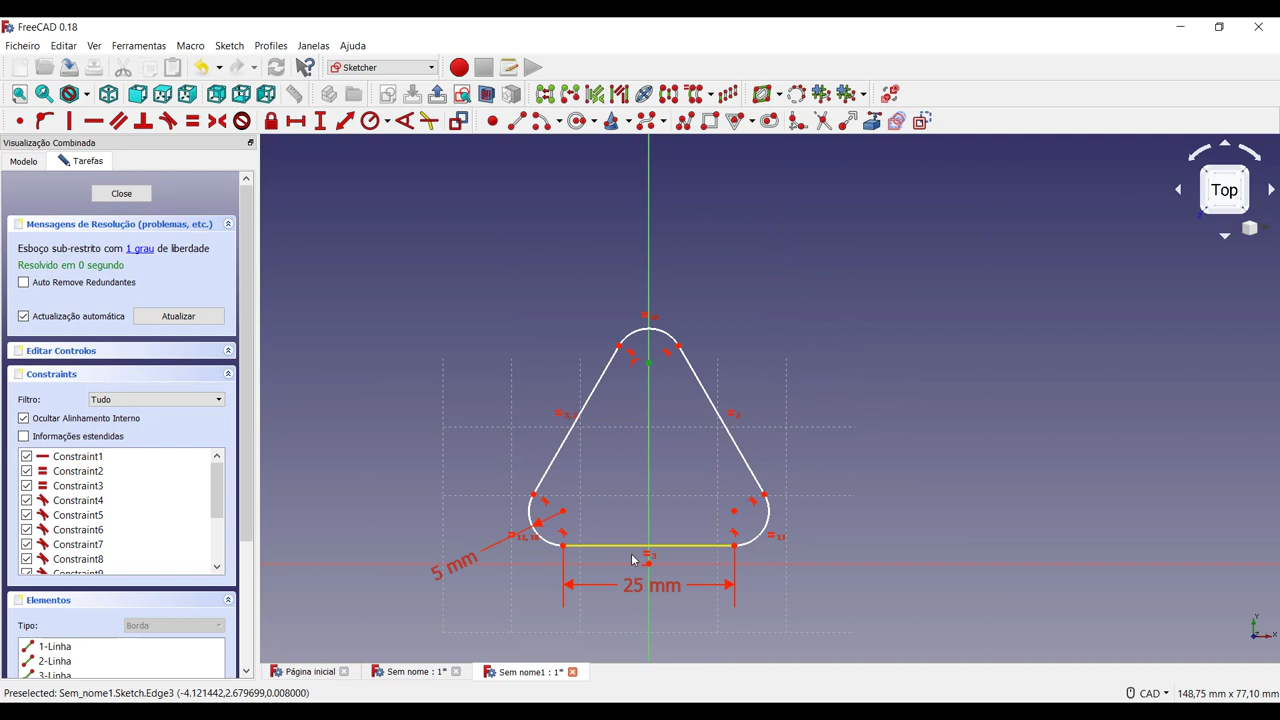 FreeCAD 0.18
Ficheiro Editar Ver Ferramentas Macro Sketch Profiles Janelas Ajuda
Sketcher
Visualização Combinada
Modelo Tarefas
Close
Mensagens de Resolução (problemas, etc.)
Esboço sub-restrito com 1 grau de liberdade
Resolvido em 0 segundo
Auto Remove Redundantes
Actualização automática Atualizar
Editar Controlos
Constraints
Filtro: Tudo
Ocultar Alinhamento Interno
Informações estendidas
Constraint1
Constraint2
Constraint3
Constraint4
Constraint5
Constraint6
Constraint7
Constraint8
Constraint9
Elementos
Tipo: Borda
1-Linha
2-Linha
3-Linha
Top
5 mm
25 mm
Página inicial Sem nome : 1* Sem nome1 : 1*
Preselected: Sem_nome1.Sketch.Edge3 (-4.121442,2.679699,0.008000)
CAD 148,75 mm x 77,10 mm